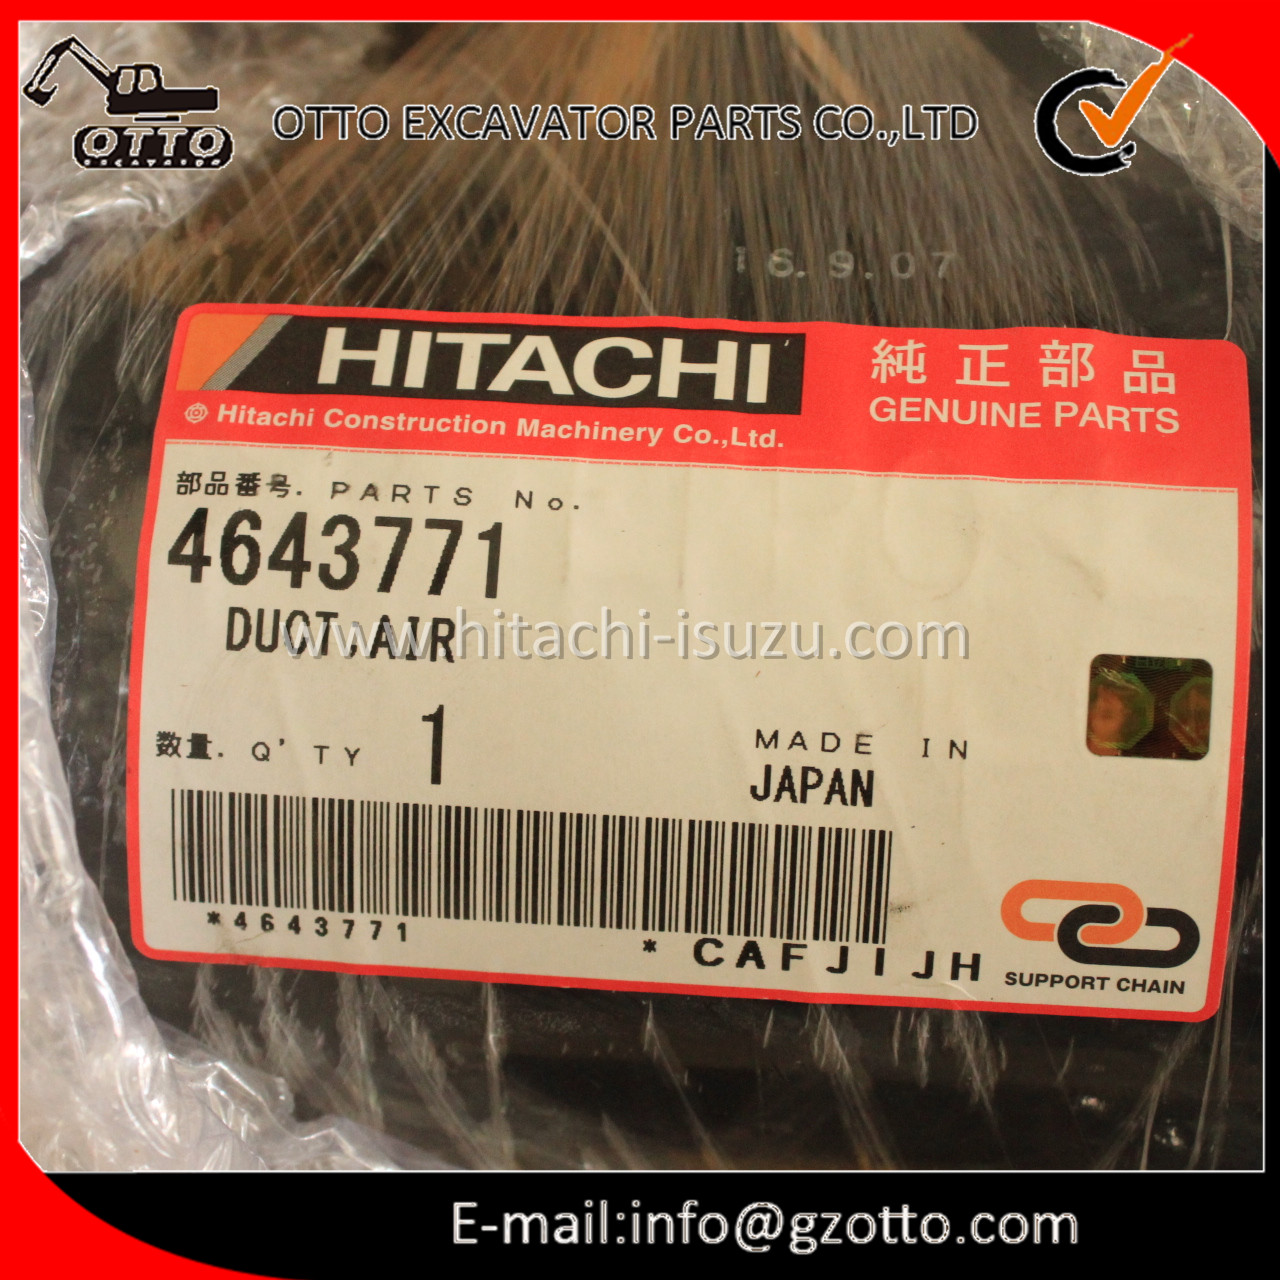 OTTO
EXCAVATOR
OTTO EXCAVATOR PARTS CO.,LTD
16.9.07
HITACHI
Hitachi Construction Machinery Co.,Ltd.
純正部品
GENUINE PARTS
部品番号. PARTS No.
4643771
DUCT;AIR
www.hitachi-isuzu.com
数量. Q'TY 1
MADE IN
JAPAN
*4643771
* CAFJIJH
SUPPORT CHAIN
E-mail:info@gzotto.com